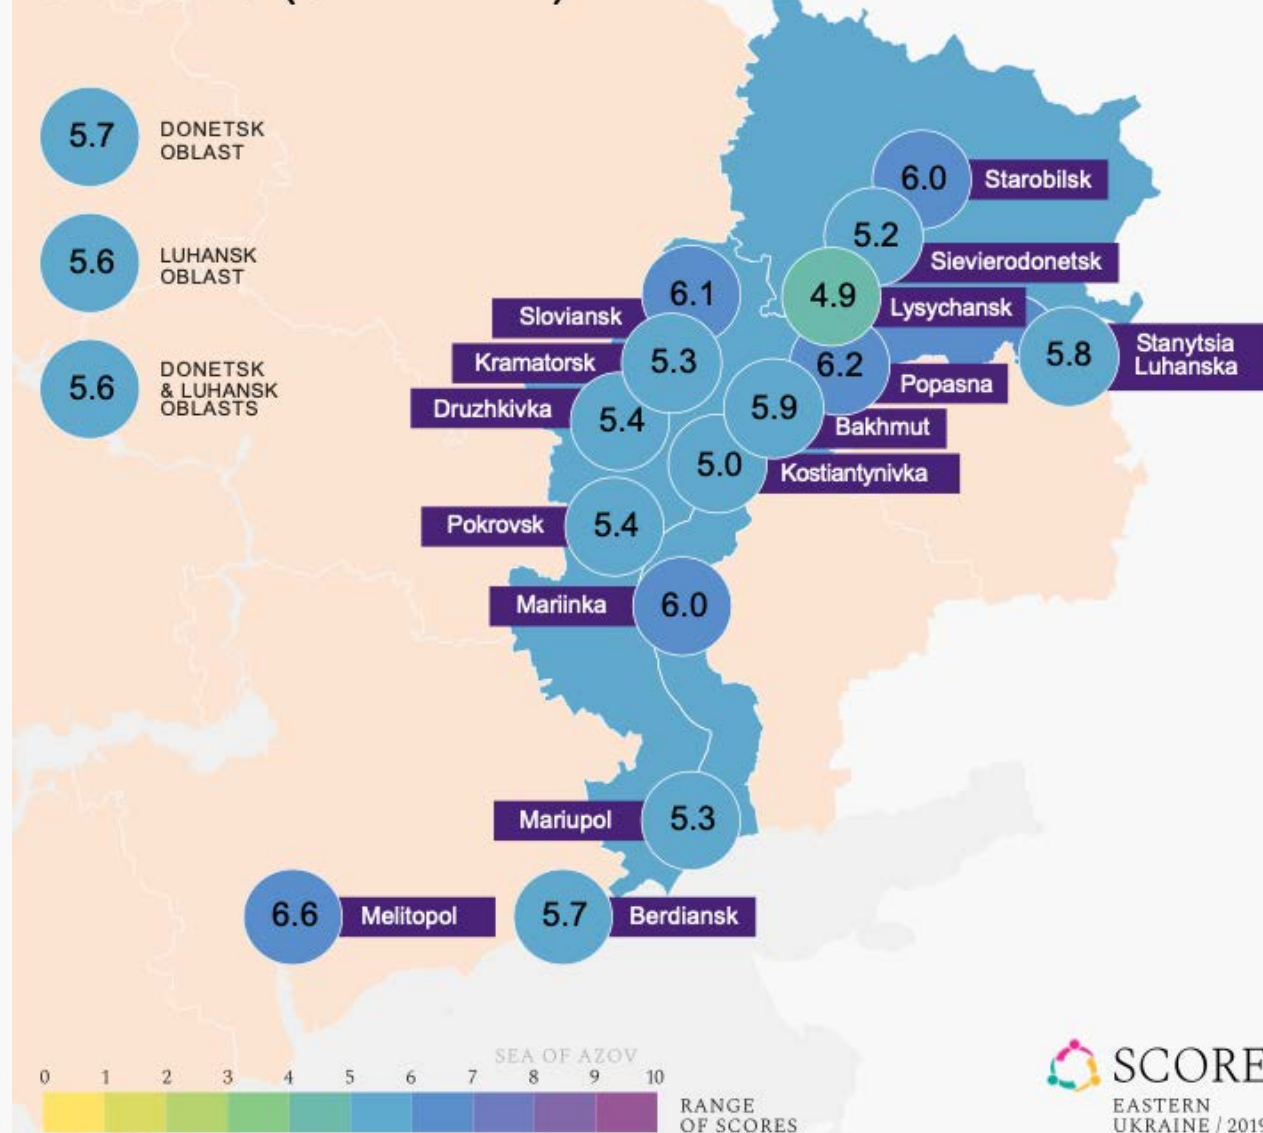 5.7
DONETSK
OBLAST
5.6
LUHANSK
OBLAST
5.6
DONETSK
& LUHANSK
OBLASTS
6.0
Starobilsk
5.2
Sievierodonetsk
6.1
Sloviansk
4.9
Lysychansk
5.3
Kramatorsk
6.2
Popasna
5.8
Stanytsia
Luhanska
5.4
Druzhkivka
5.9
Bakhmut
5.0
Kostiantynivka
5.4
Pokrovsk
6.0
Mariinka
5.3
Mariupol
6.6
Melitopol
5.7
Berdiansk
SEA OF AZOV
0 1 2 3 4 5 6 7 8 9 10
RANGE
OF SCORES
SCORE
EASTERN
UKRAINE / 2019